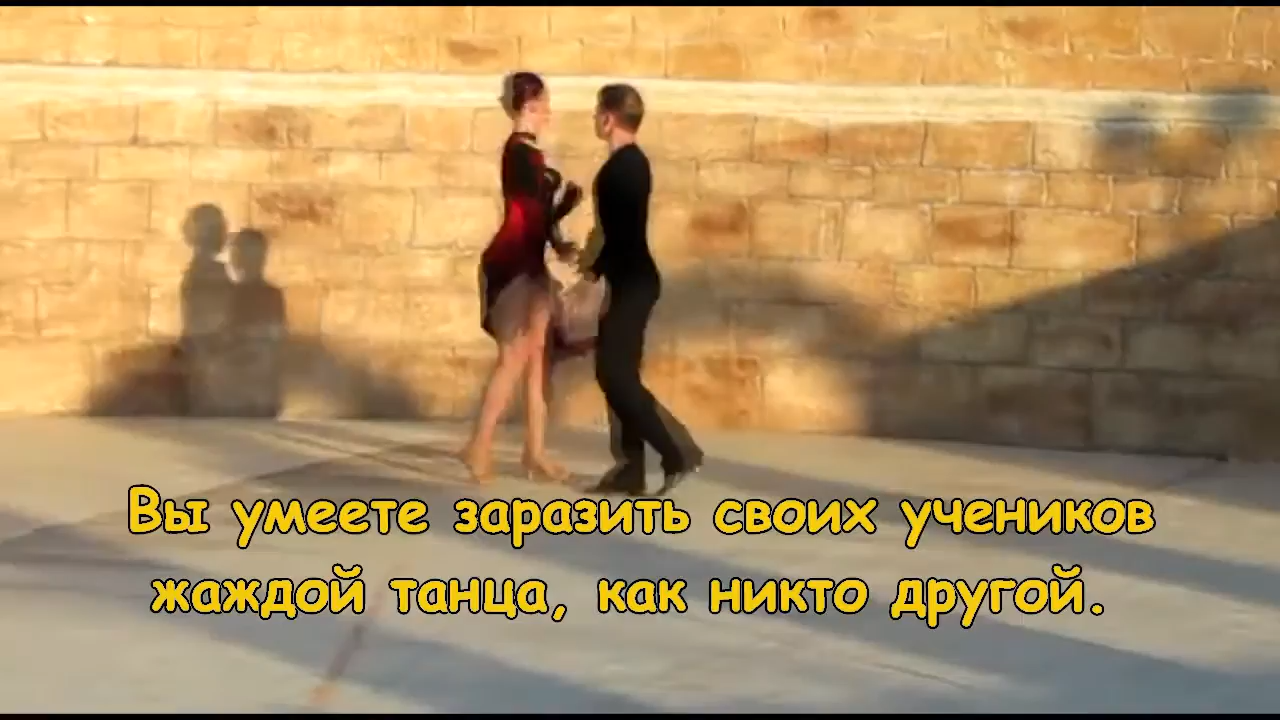 Вы умеете заразить своих учеников
жаждой танца, как никто другой.